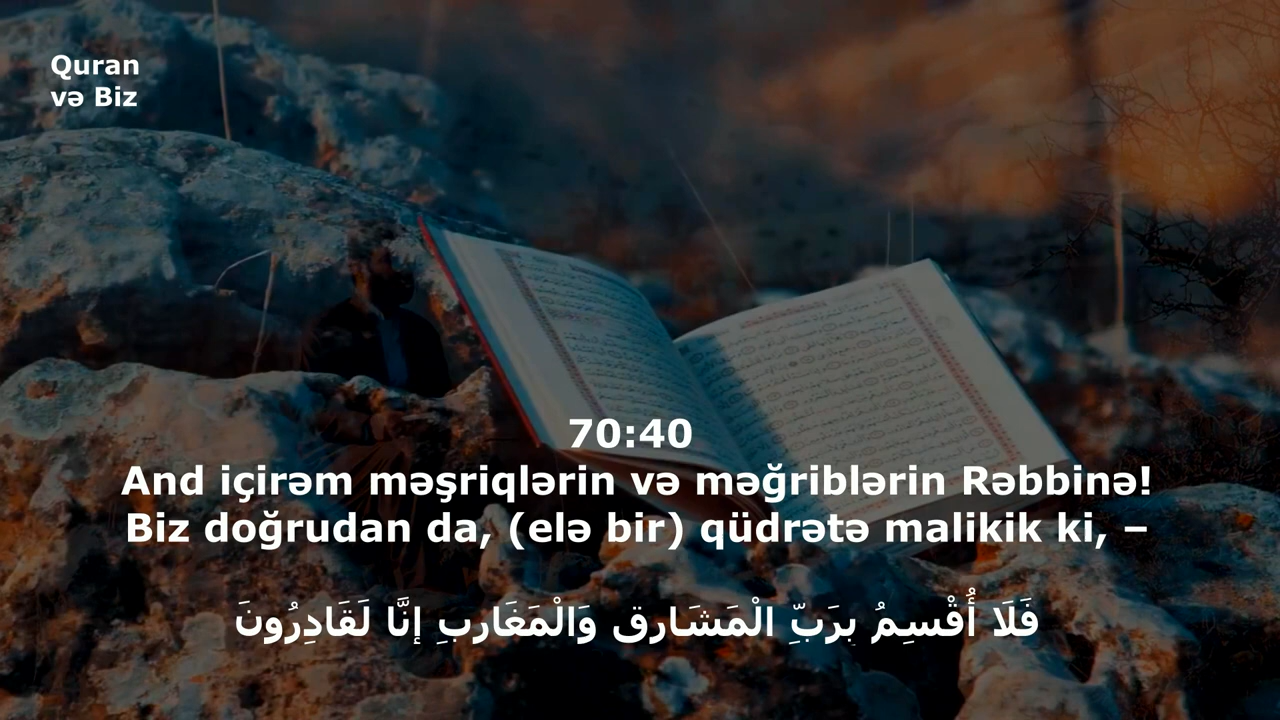 Quran
və Biz
70:40
And içirəm məşriqlərin və məğriblərin Rəbbinə!
Biz doğrudan da, (elə bir) qüdrətə malikik ki, –
فَلَا أُقْسِمُ بِرَبِّ الْمَشَارِقِ وَالْمَغَارِبِ إِنَّا لَقَادِرُونَ